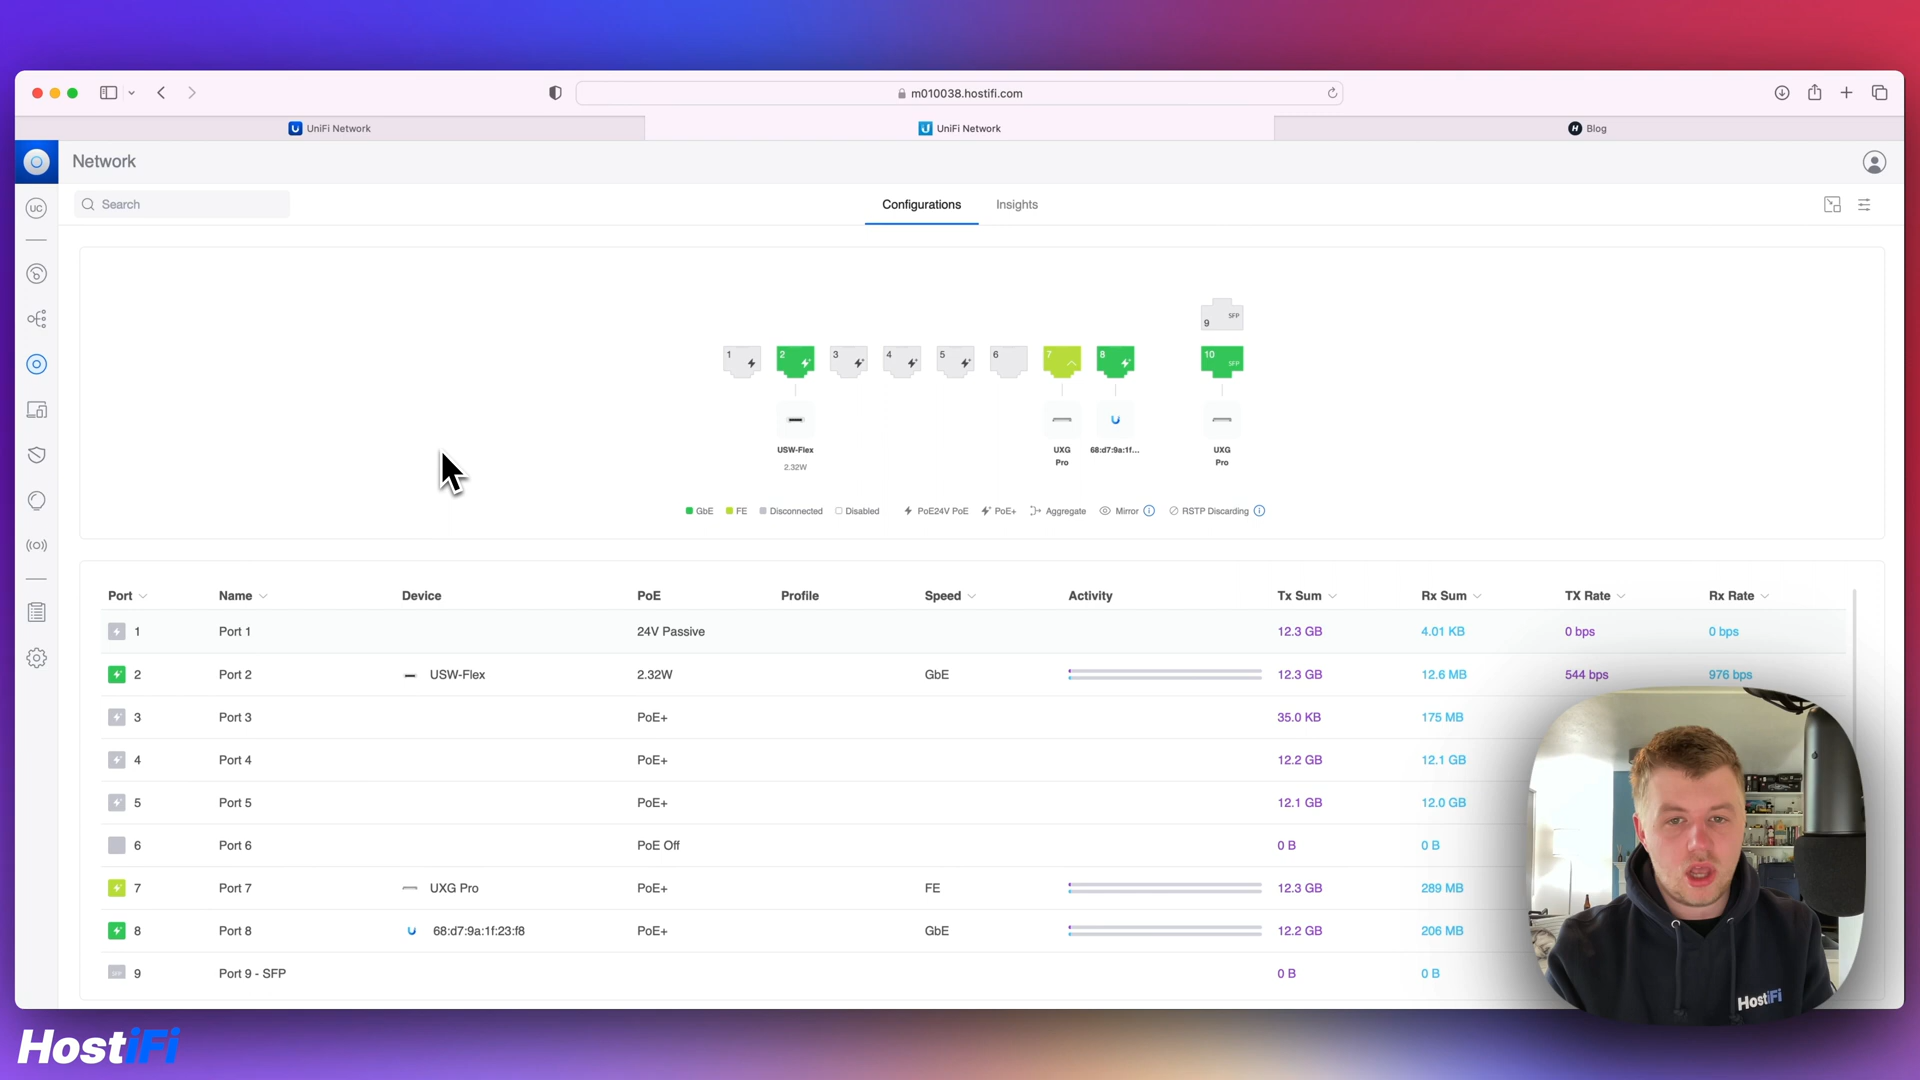 m010038.hostifi.com
UniFi Network
UniFi Network
H Blog
Network
UC
Search
Configurations
Insights
9 SFP
1
2
3
4
5
6
7
8
10 SFP
USW-Flex
2.32W
UXG
Pro
68:d7:9a:1f...
UXG
Pro
GbE FE Disconnected Disabled PoE24V PoE PoE+ Aggregate Mirror RSTP Discarding
Port Name Device PoE Profile Speed Activity Tx Sum Rx Sum TX Rate Rx Rate
1 Port 1 24V Passive 12.3 GB 4.01 KB 0 bps 0 bps
2 Port 2 USW-Flex 2.32W GbE 12.3 GB 12.6 MB 544 bps 976 bps
3 Port 3 PoE+ 35.0 KB 175 MB
4 Port 4 PoE+ 12.2 GB 12.1 GB
5 Port 5 PoE+ 12.1 GB 12.0 GB
6 Port 6 PoE Off 0 B 0 B
7 Port 7 UXG Pro PoE+ FE 12.3 GB 289 MB
8 Port 8 68:d7:9a:1f:23:f8 PoE+ GbE 12.2 GB 206 MB
SFP 9 Port 9 - SFP 0 B 0 B
HostiFi
HostiFi